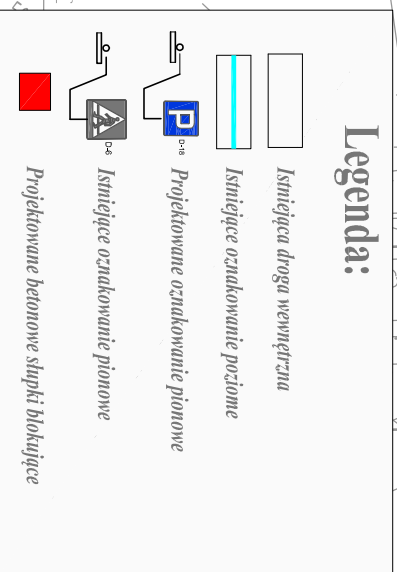 Legenda:
Istniejąca droga wewnętrzna
Istniejące oznakowanie poziome
P
D-18
Projektowane oznakowanie pionowe
D-6
Istniejące oznakowanie pionowe
Projektowane betonowe słupki blokujące